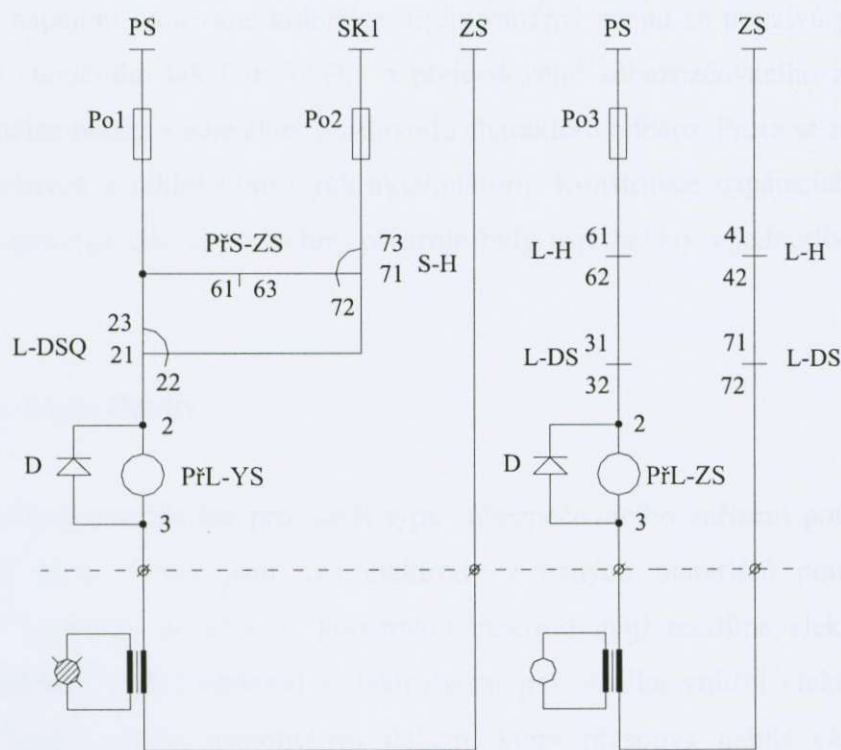 PS SK1 ZS PS ZS
Po1 Po2 Po3
PřS-ZS 73 61 41
S-H L-H L-H
61 63 71 62 42
72
23
L-DSQ 21 31 71
L-DS L-DS
22 32 72
2 2
D PřL-YS D PřL-ZS
3 3